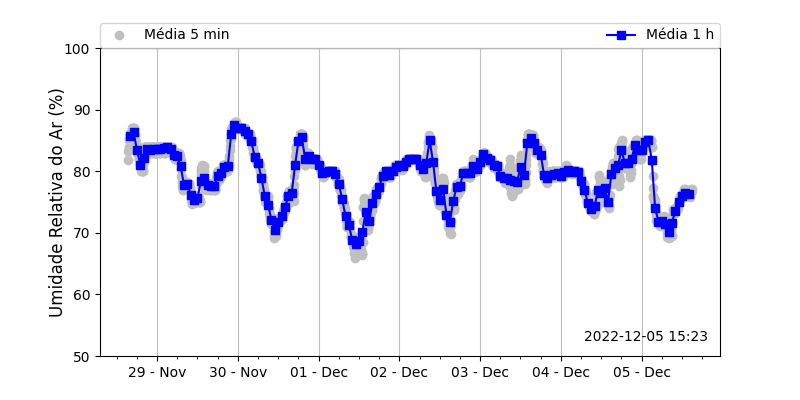 Média 5 min
Média 1 h
100
90
80
70
60
50
Umidade Relativa do Ar (%)
2022-12-05 15:23
29 - Nov
30 - Nov
01 - Dec
02 - Dec
03 - Dec
04 - Dec
05 - Dec